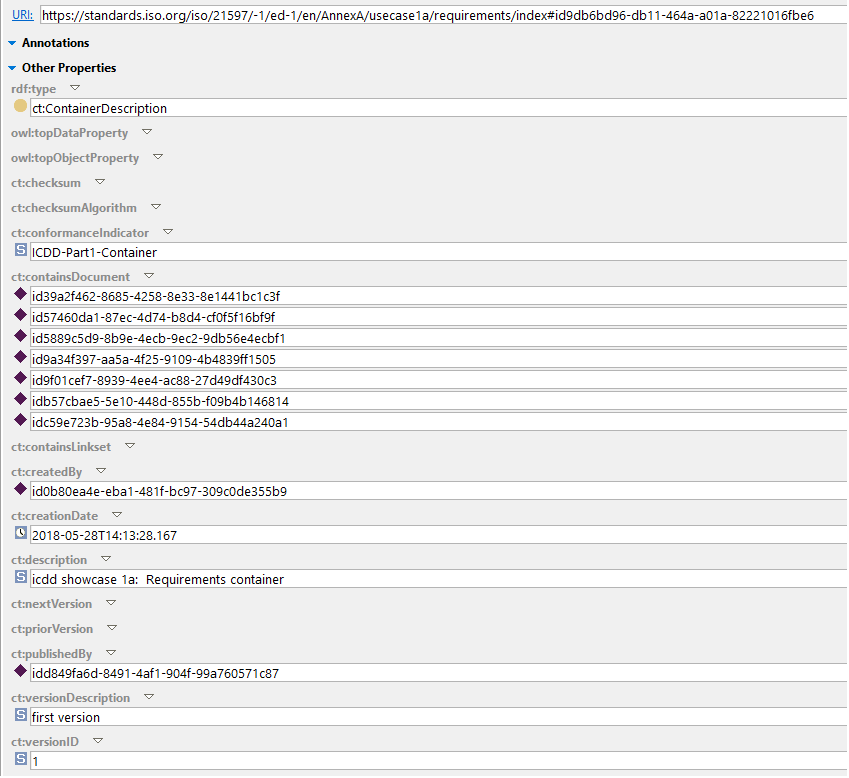 URI: https://standards.iso.org/iso/21597/-1/ed-1/en/AnnexA/usecase1a/requirements/index#id9db6bd96-db11-464a-a01a-82221016fbe6
Annotations
Other Properties
rdf:type
ct:ContainerDescription
owl:topDataProperty
owl:topObjectProperty
ct:checksum
ct:checksumAlgorithm
ct:conformanceIndicator
S ICDD-Part1-Container
ct:containsDocument
id39a2f462-8685-4258-8e33-8e1441bc1c3f
id57460da1-87ec-4d74-b8d4-cf0f5f16bf9f
id5889c5d9-8b9e-4ecb-9ec2-9db56e4ecbf1
id9a34f397-aa5a-4f25-9109-4b4839ff1505
id9f01cef7-8939-4ee4-ac88-27d49df430c3
idb57cbae5-5e10-448d-855b-f09b4b146814
idc59e723b-95a8-4e84-9154-54db44a240a1
ct:containsLinkset
ct:createdBy
id0b80ea4e-eba1-481f-bc97-309c0de355b9
ct:creationDate
2018-05-28T14:13:28.167
ct:description
S icdd showcase 1a:  Requirements container
ct:nextVersion
ct:priorVersion
ct:publishedBy
idd849fa6d-8491-4af1-904f-99a760571c87
ct:versionDescription
S first version
ct:versionID
S 1